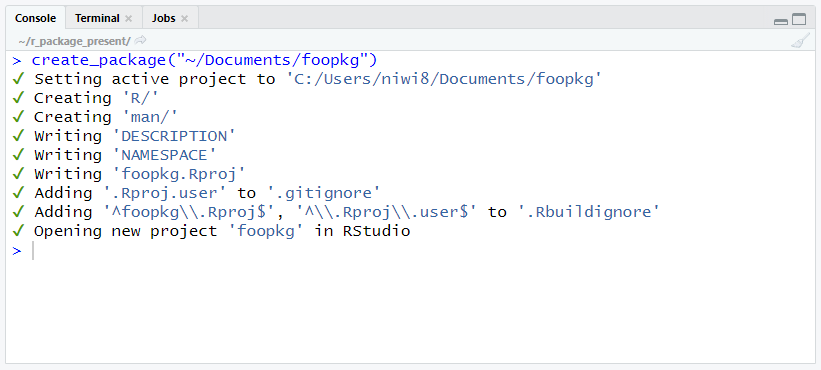 Console Terminal × Jobs ×
~/r_package_present/
> create_package("~/Documents/foopkg")
✓ Setting active project to 'C:/Users/niwi8/Documents/foopkg'
✓ Creating 'R/'
✓ Creating 'man/'
✓ Writing 'DESCRIPTION'
✓ Writing 'NAMESPACE'
✓ Writing 'foopkg.Rproj'
✓ Adding '.Rproj.user' to '.gitignore'
✓ Adding '^foopkg\\.Rproj$', '^\\.Rproj\\.user$' to '.Rbuildignore'
✓ Opening new project 'foopkg' in RStudio
>